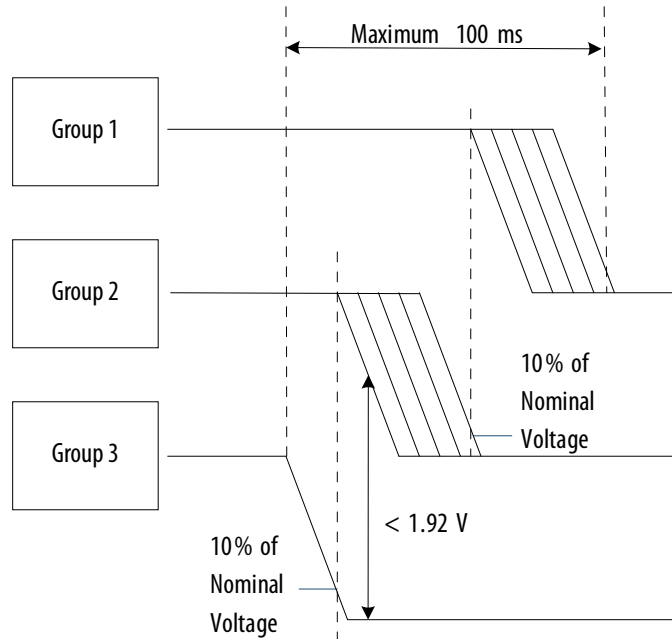 Maximum 100 ms
Group 1
Group 2
10% of
Nominal
Voltage
Group 3
< 1.92 V
10% of
Nominal
Voltage